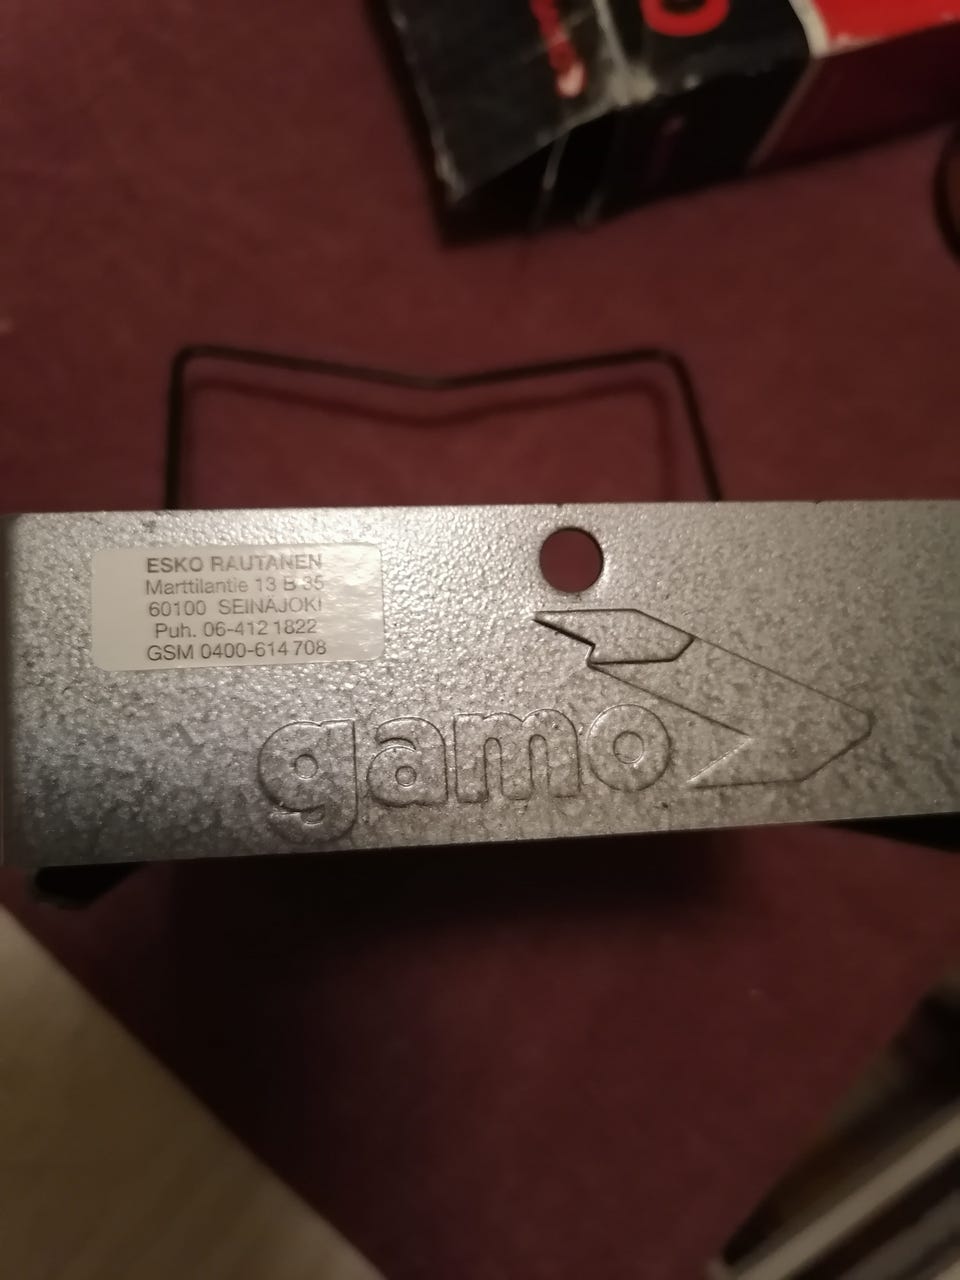 ESKO RAUTANEN
Marttilantie 13 B 35
60100 SEINÄJOKI
Puh. 06-412 1822
GSM 0400-614 708
gamo